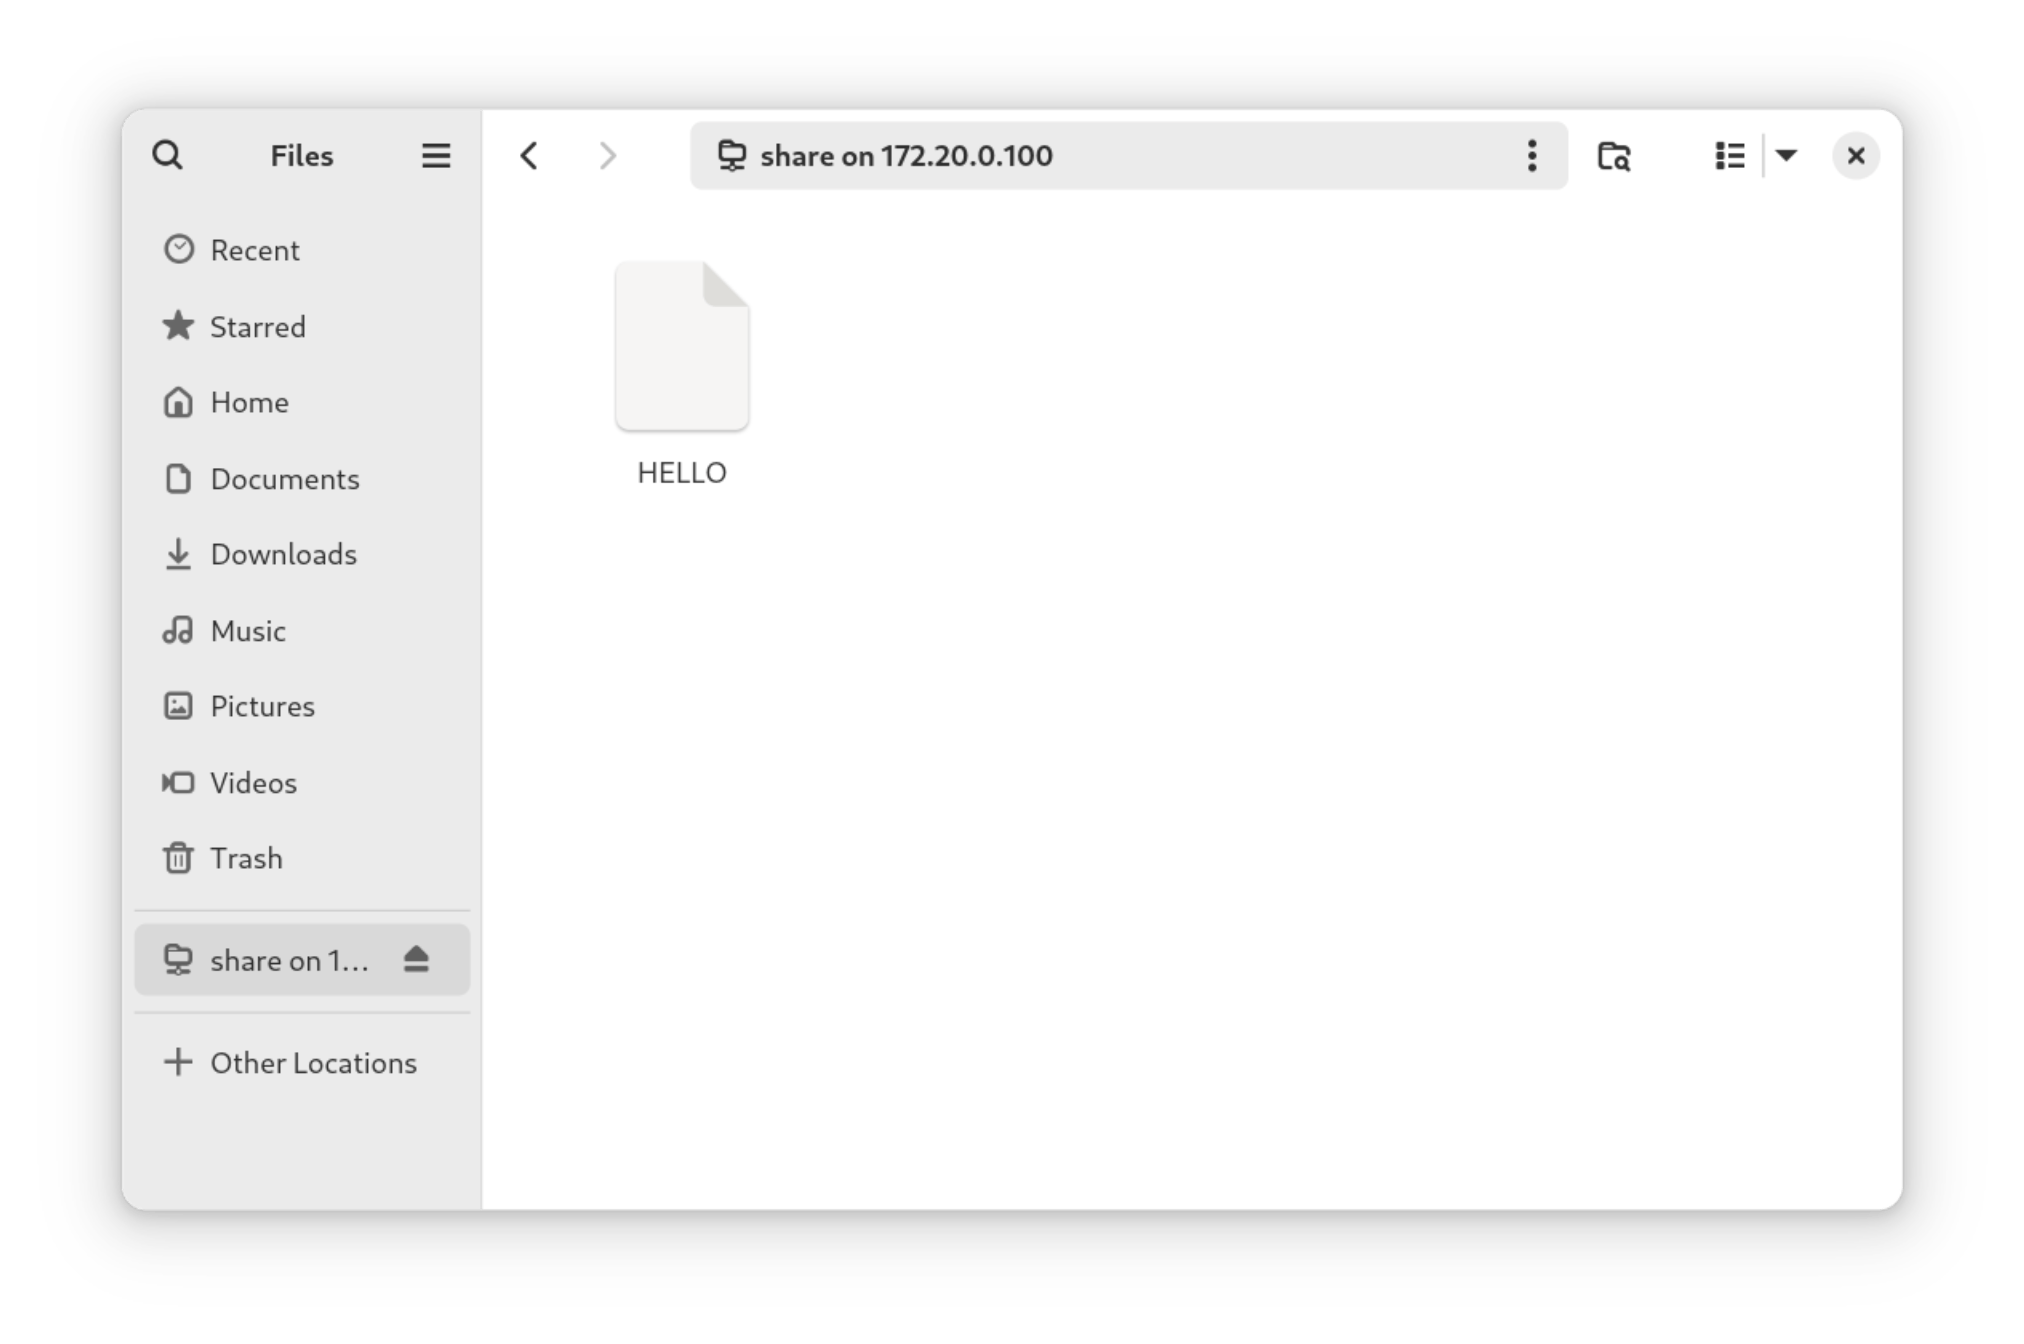 Files
share on 172.20.0.100
Recent
Starred
Home
Documents
Downloads
Music
Pictures
Videos
Trash
share on 1...
Other Locations
HELLO